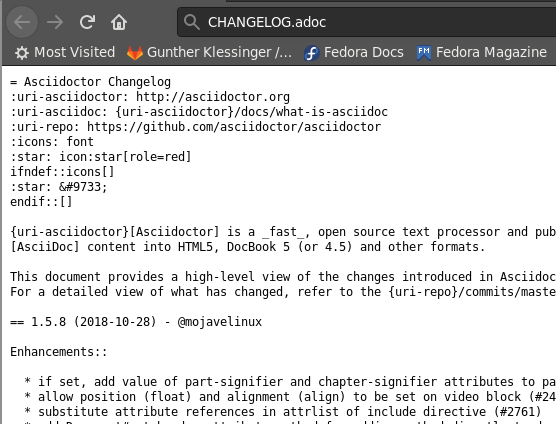 CHANGELOG.adoc
Most Visited Gunther Klessinger /... Fedora Docs Fedora Magazine
= Asciidoctor Changelog
:uri-asciidoctor: http://asciidoctor.org
:uri-asciidoc: {uri-asciidoctor}/docs/what-is-asciidoc
:uri-repo: https://github.com/asciidoctor/asciidoctor
:icons: font
:star: icon:star[role=red]
ifndef::icons[]
:star: &#9733;
endif::[]
{uri-asciidoctor}[Asciidoctor] is a _fast_, open source text processor and pub
[AsciiDoc] content into HTML5, DocBook 5 (or 4.5) and other formats.
This document provides a high-level view of the changes introduced in Asciidoc
For a detailed view of what has changed, refer to the {uri-repo}/commits/maste
== 1.5.8 (2018-10-28) - @mojavelinux
Enhancements::
* if set, add value of part-signifier and chapter-signifier attributes to pa
* allow position (float) and alignment (align) to be set on video block (#24
* substitute attribute references in attrlist of include directive (#2761)